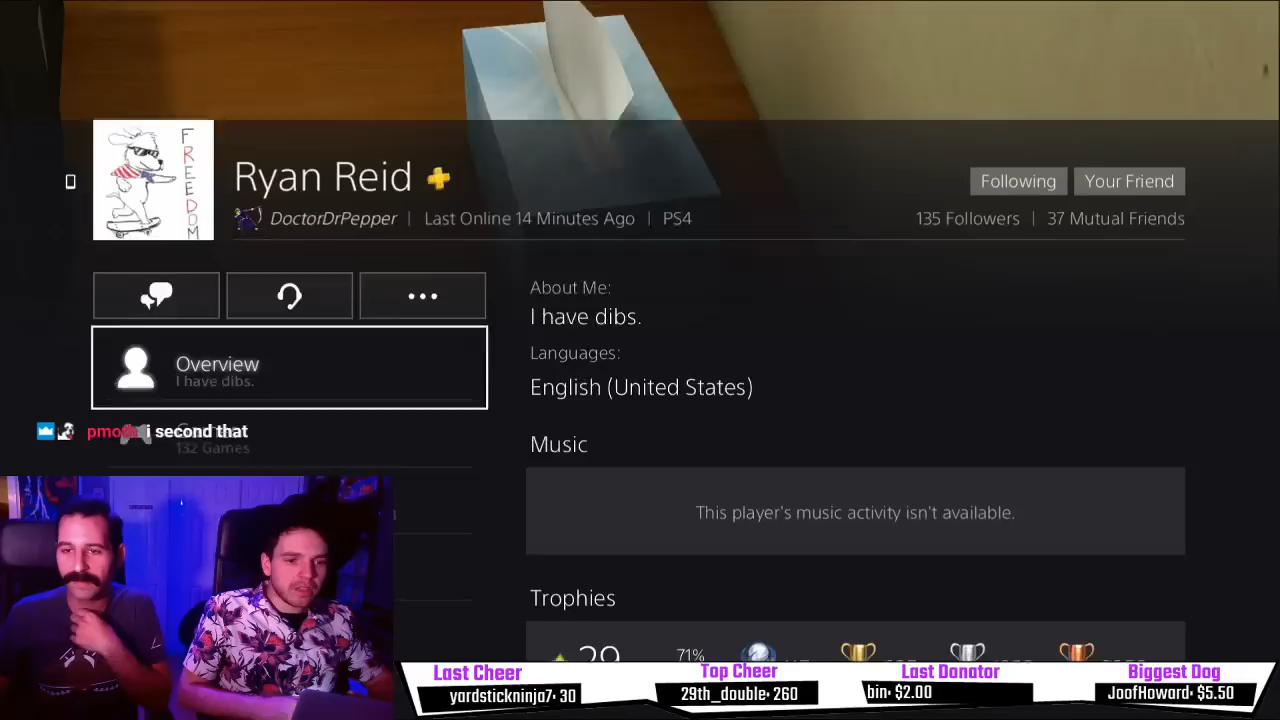 FREEDOM
Ryan Reid
DoctorDrPepper | Last Online 14 Minutes Ago | PS4
Following
Your Friend
135 Followers | 37 Mutual Friends
Overview
I have dibs.
132 Games
pmoth i second that
About Me:
I have dibs.
Languages:
English (United States)
Music
This player's music activity isn't available.
Trophies
29
71%
Last Cheer
yardstickninja7: 30
Top Cheer
29th_double: 260
Last Donator
bin: $2.00
Biggest Dog
JoofHoward: $5.50